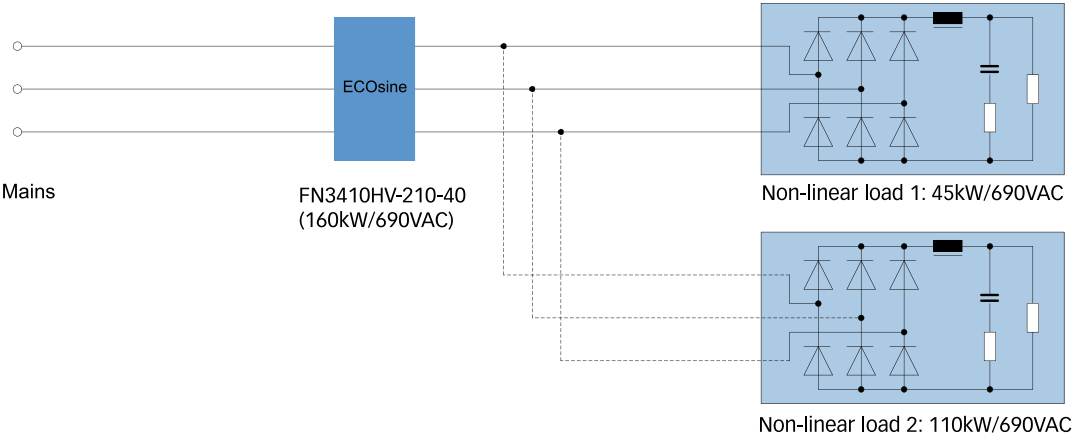 ECOsine
Mains
FN3410HV-210-40
(160kW/690VAC)
Non-linear load 1: 45kW/690VAC
Non-linear load 2: 110kW/690VAC